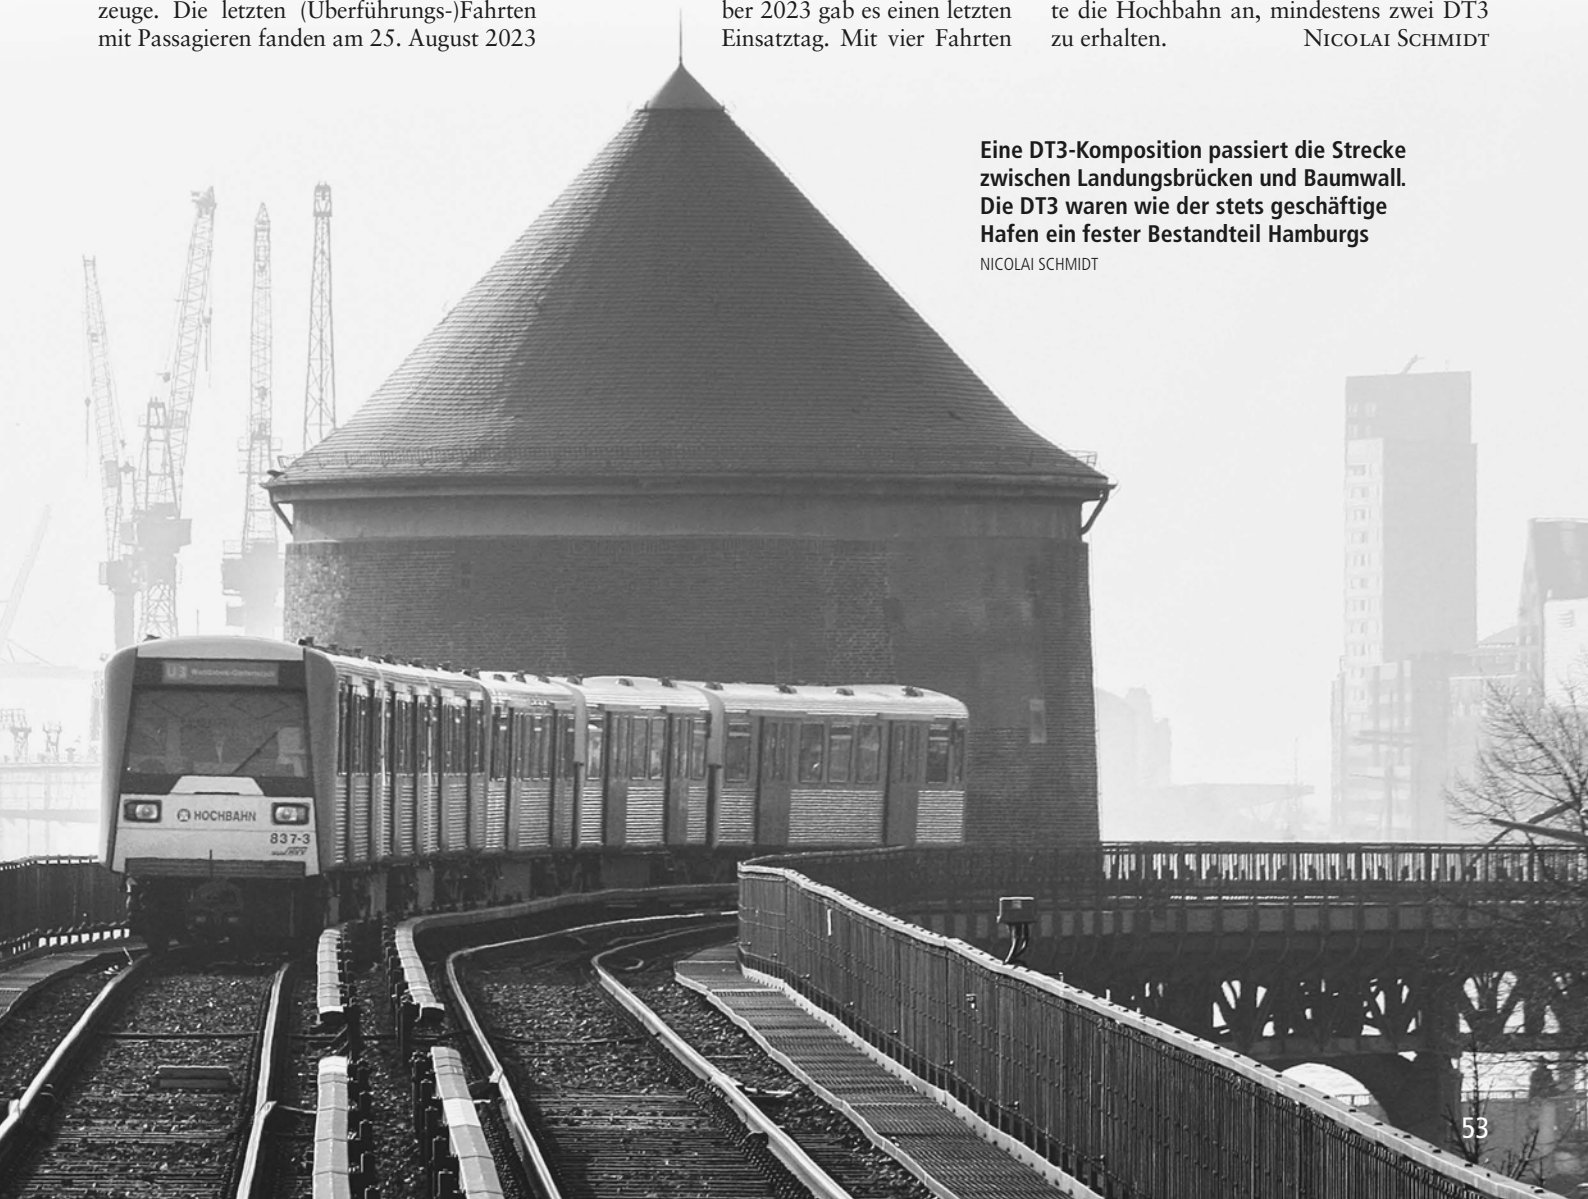 zeuge. Die letzten (Überführungs-)Fahrten
mit Passagieren fanden am 25. August 2023
ber 2023 gab es einen letzten
Einsatztag. Mit vier Fahrten
te die Hochbahn an, mindestens zwei DT3
zu erhalten. NICOLAI SCHMIDT
Eine DT3-Komposition passiert die Strecke
zwischen Landungsbrücken und Baumwall.
Die DT3 waren wie der stets geschäftige
Hafen ein fester Bestandteil Hamburgs
NICOLAI SCHMIDT
U3
HOCHBAHN
837-3
53